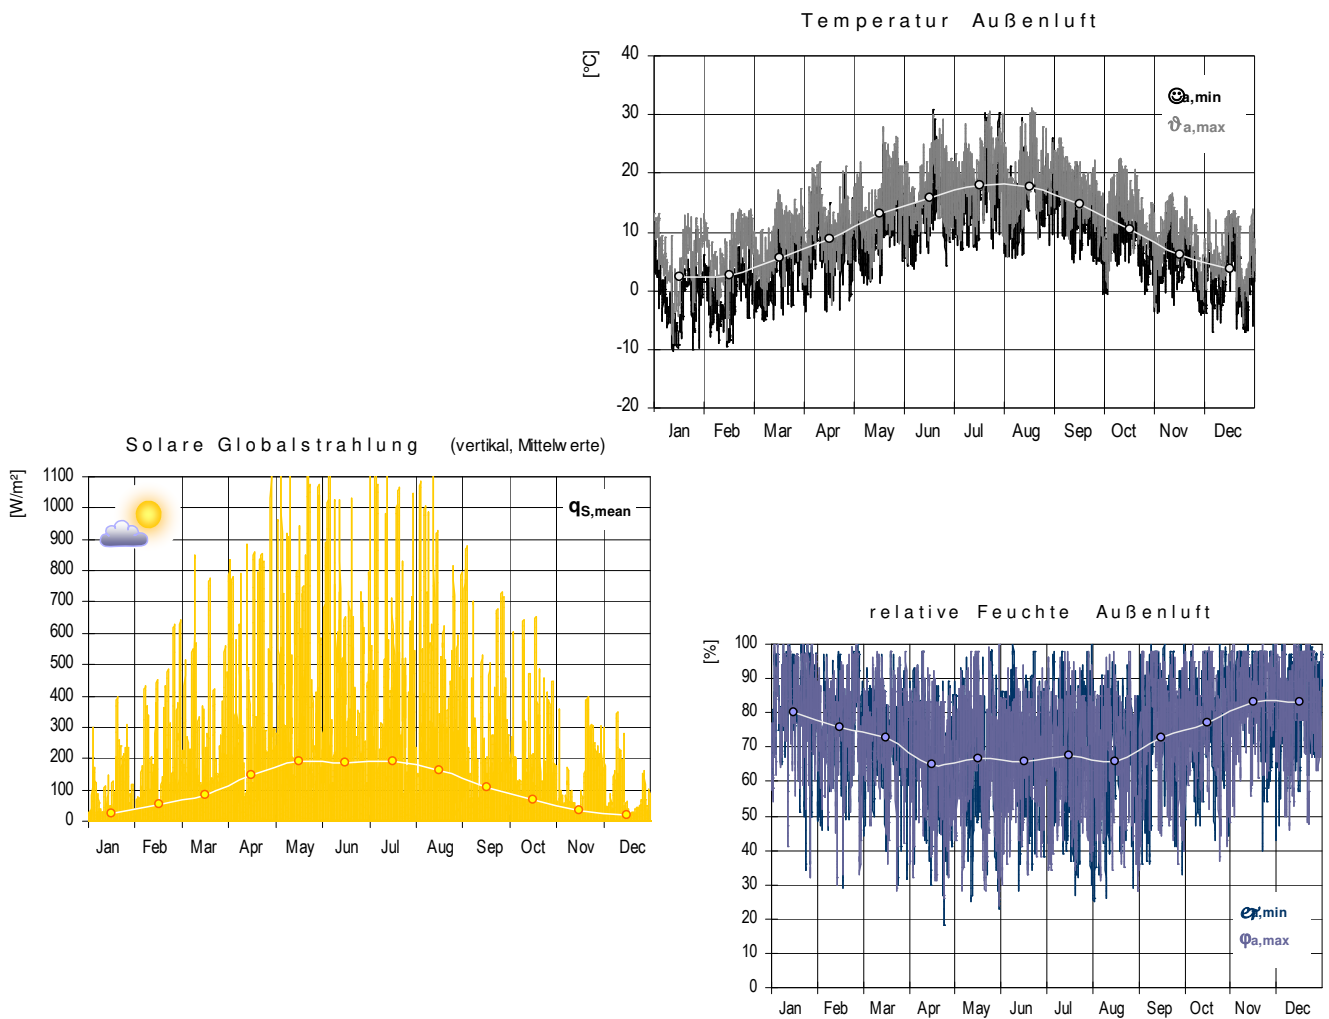 Temperatur Außenluft
[°C]
40
30
20
10
0
-10
-20
a,min
ϑa,max
Jan Feb Mar Apr May Jun Jul Aug Sep Oct Nov Dec
Solare Globalstrahlung (vertikal, Mittelwerte)
[W/m²]
1100
1000
900
800
700
600
500
400
300
200
100
0
qS,mean
Jan Feb Mar Apr May Jun Jul Aug Sep Oct Nov Dec
relative Feuchte Außenluft
[%]
100
90
80
70
60
50
40
30
20
10
0
a,min
φa,max
Jan Feb Mar Apr May Jun Jul Aug Sep Oct Nov Dec